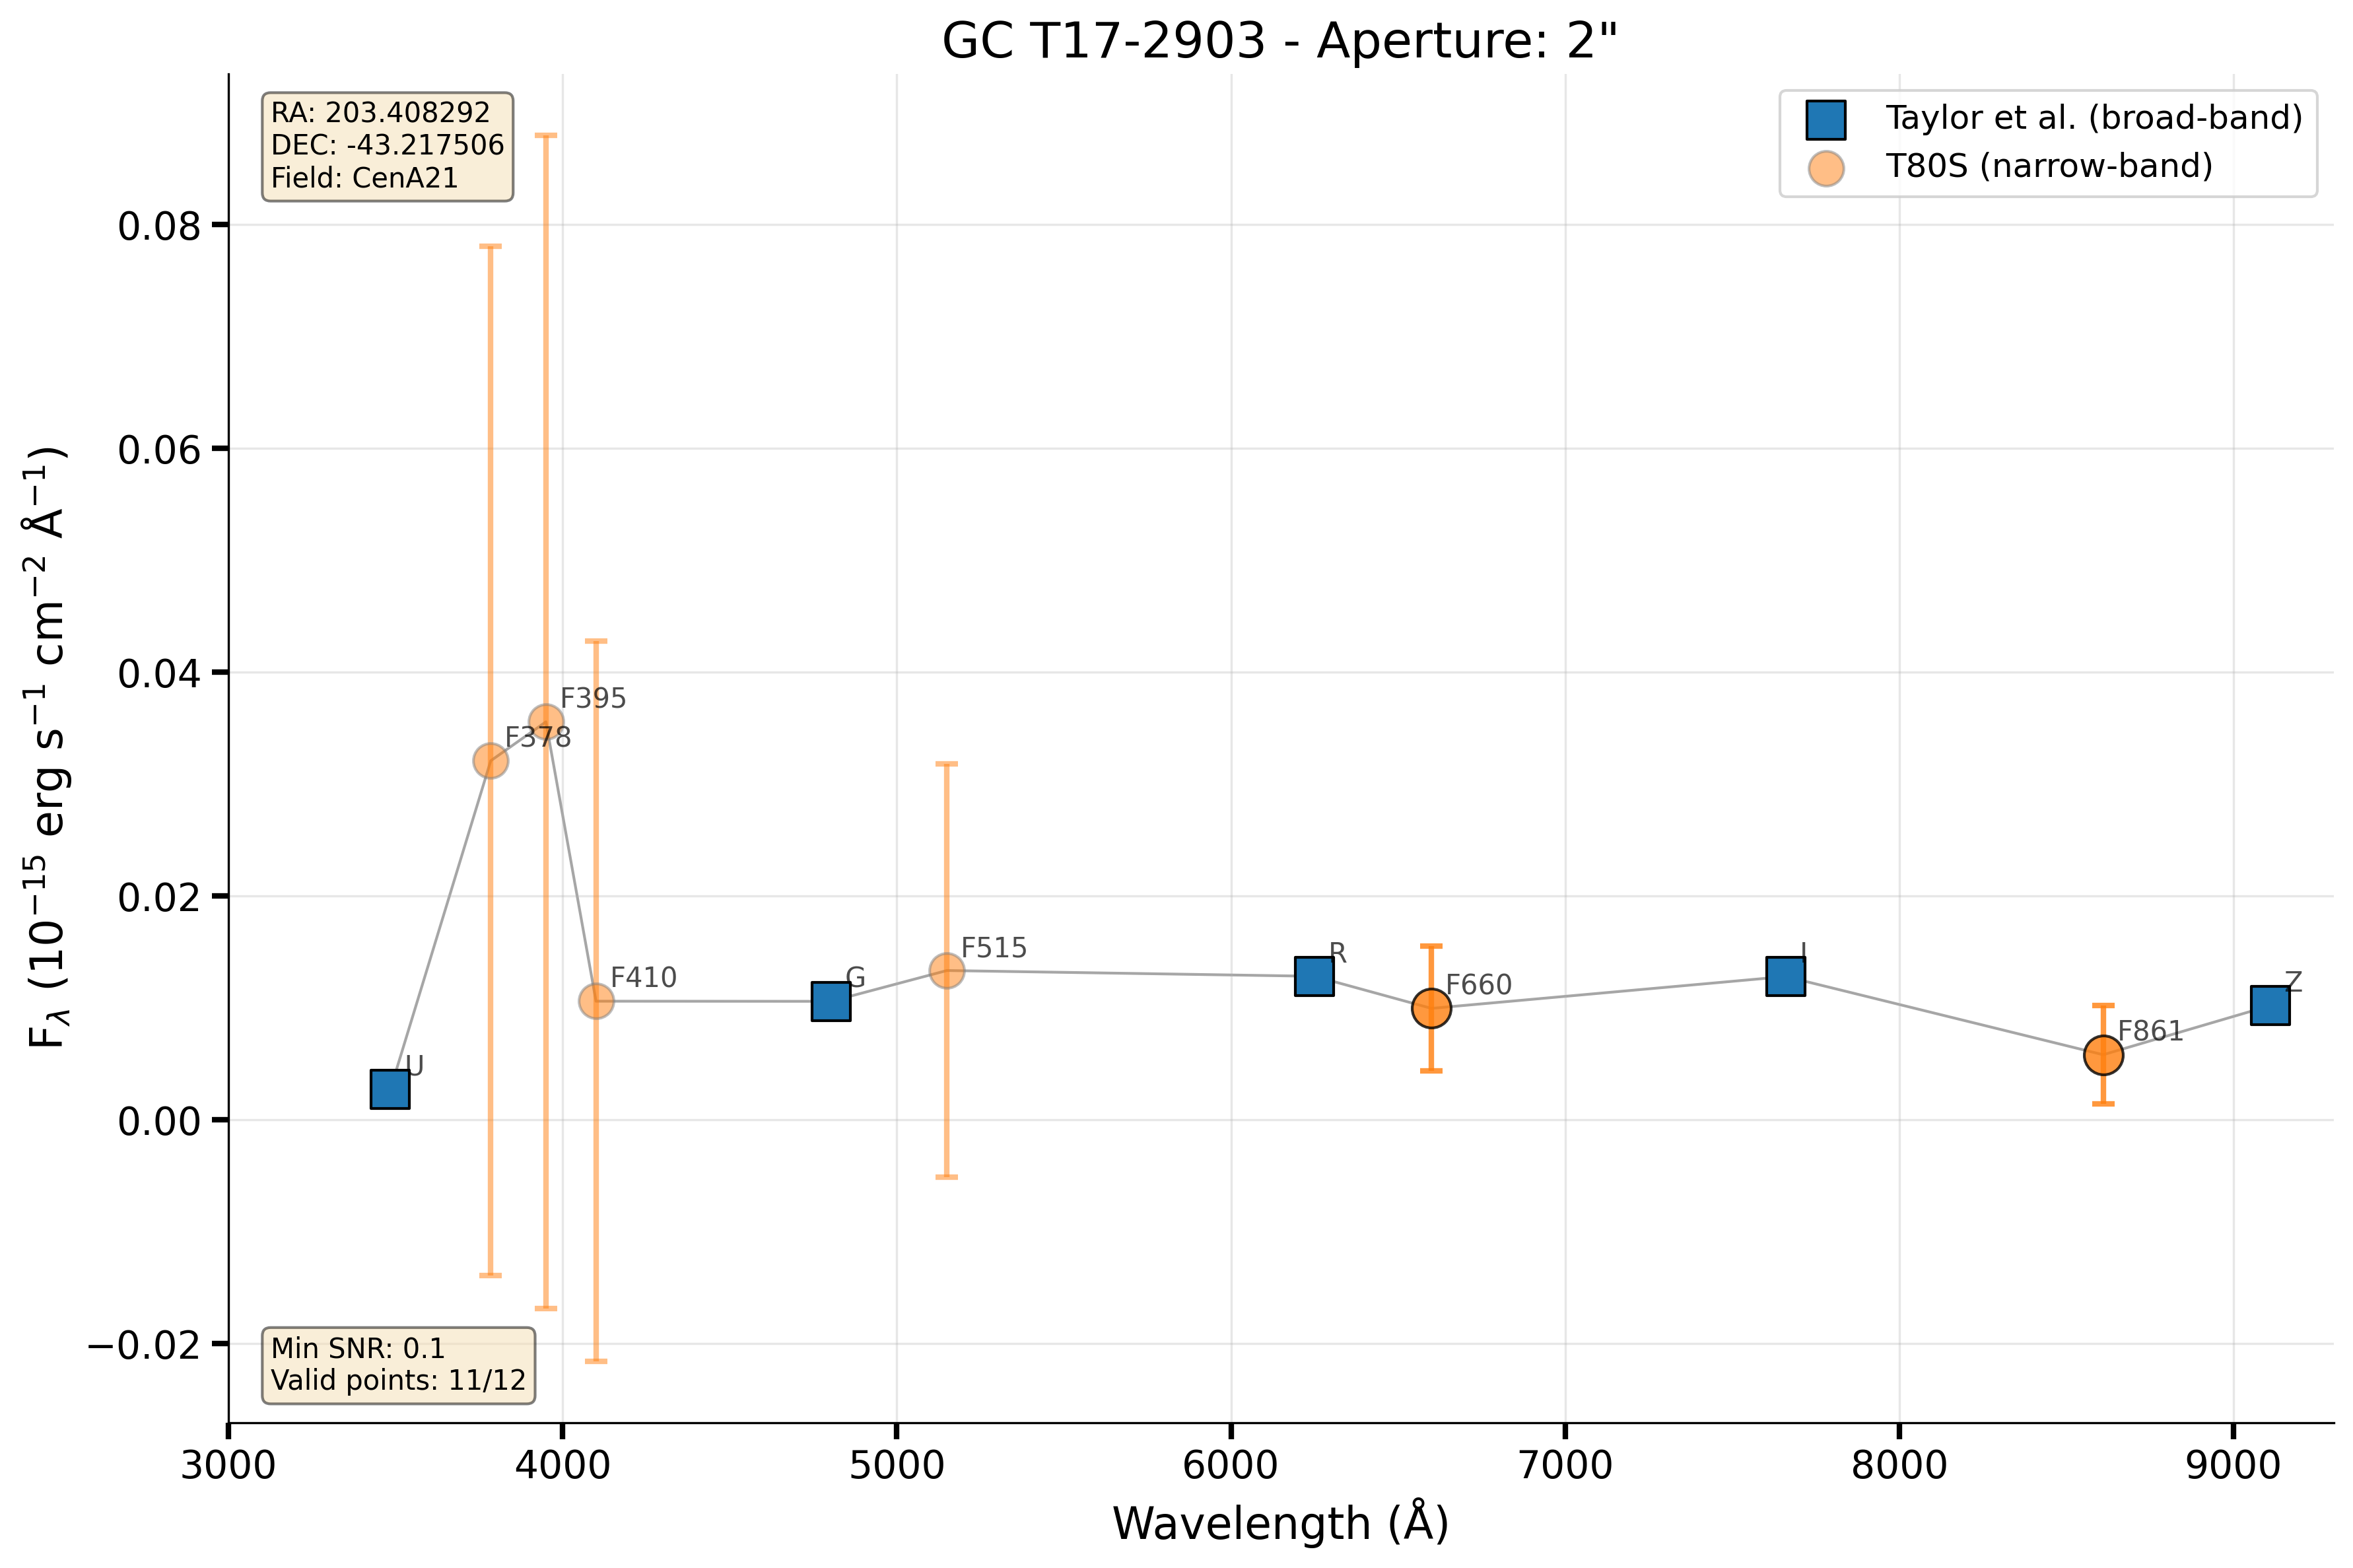 GC T17-2903 - Aperture: 2"
RA: 203.408292
DEC: -43.217506
Field: CenA21
Taylor et al. (broad-band)
T80S (narrow-band)
0.08
0.06
0.04
0.02
0.00
−0.02
F_λ (10⁻¹⁵ erg s⁻¹ cm⁻² Å⁻¹)
U
F378
F395
F410
G
F515
R
F660
I
F861
Z
Min SNR: 0.1
Valid points: 11/12
3000 4000 5000 6000 7000 8000 9000
Wavelength (Å)